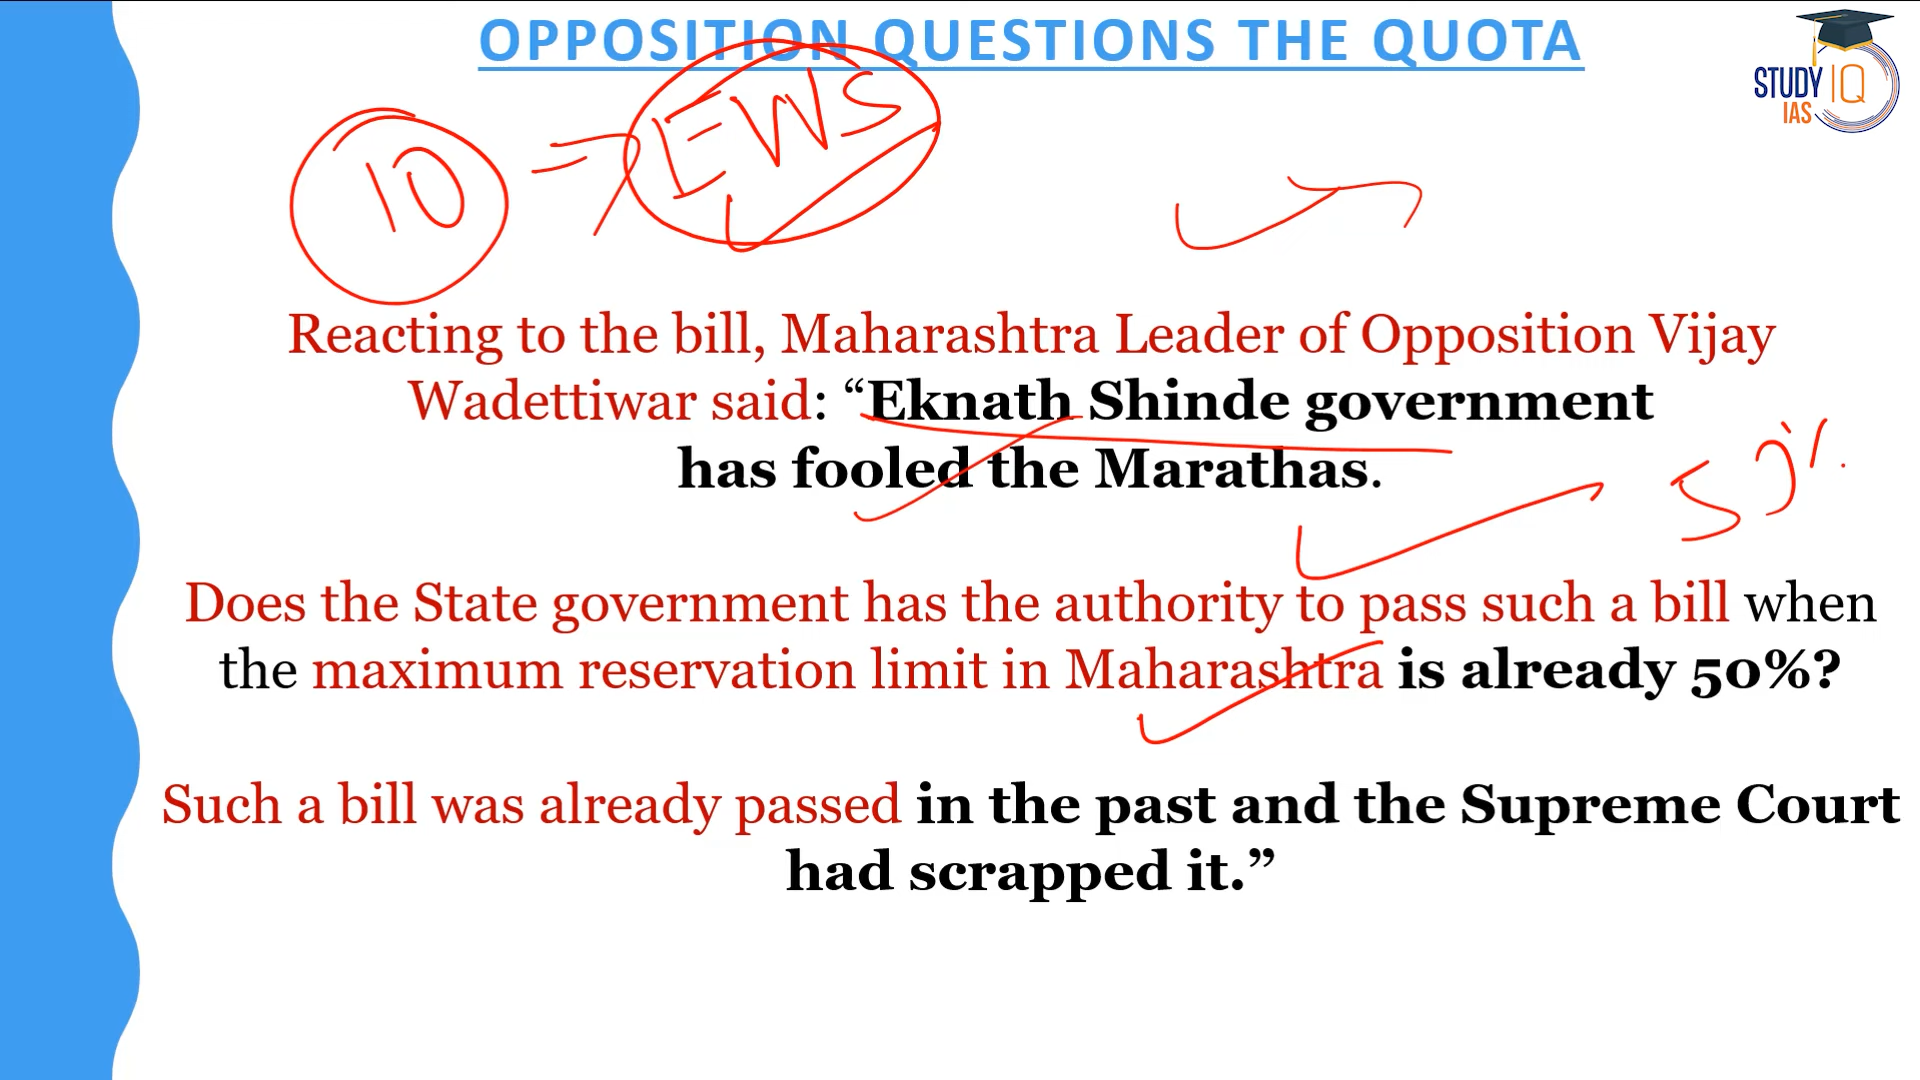 OPPOSITION QUESTIONS THE QUOTA
STUDY IQ
IAS
10 => EWS
Reacting to the bill, Maharashtra Leader of Opposition Vijay
Wadettiwar said: “Eknath Shinde government
has fooled the Marathas.
Does the State government has the authority to pass such a bill when
the maximum reservation limit in Maharashtra is already 50%?
Such a bill was already passed in the past and the Supreme Court
had scrapped it.”